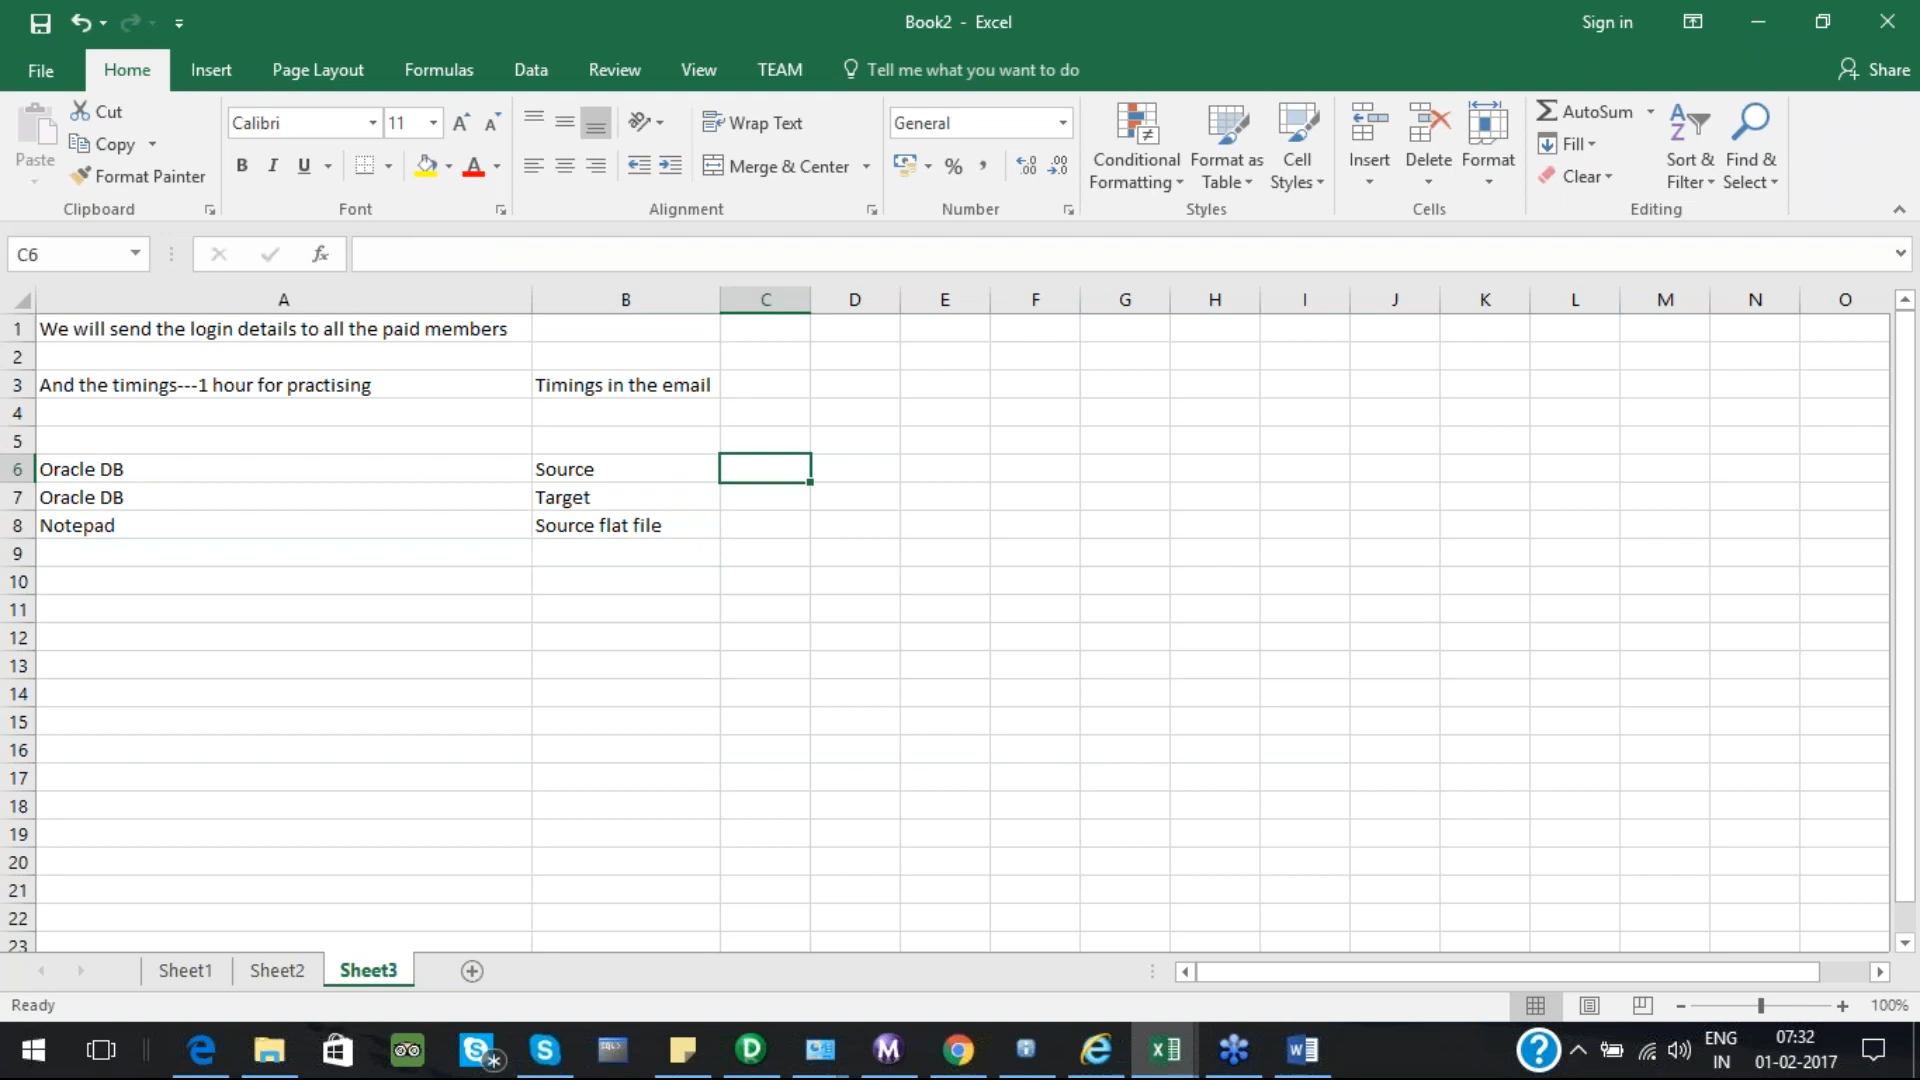 Book2 - Excel
Sign in
File Home Insert Page Layout Formulas Data Review View TEAM Tell me what you want to do Share
Paste
Cut
Copy
Format Painter
Clipboard
Calibri 11
B I U
Font
Wrap Text
Merge & Center
Alignment
General
%
Number
Conditional Formatting
Format as Table
Cell Styles
Styles
Insert
Delete
Format
Cells
AutoSum
Fill
Clear
Sort & Filter
Find & Select
Editing
C6
fx
A B C D E F G H I J K L M N O
1 We will send the login details to all the paid members
2
3 And the timings---1 hour for practising Timings in the email
4
5
6 Oracle DB Source
7 Oracle DB Target
8 Notepad Source flat file
9
10
11
12
13
14
15
16
17
18
19
20
21
22
23
Sheet1 Sheet2 Sheet3
Ready
100%
ENG
IN
07:32
01-02-2017